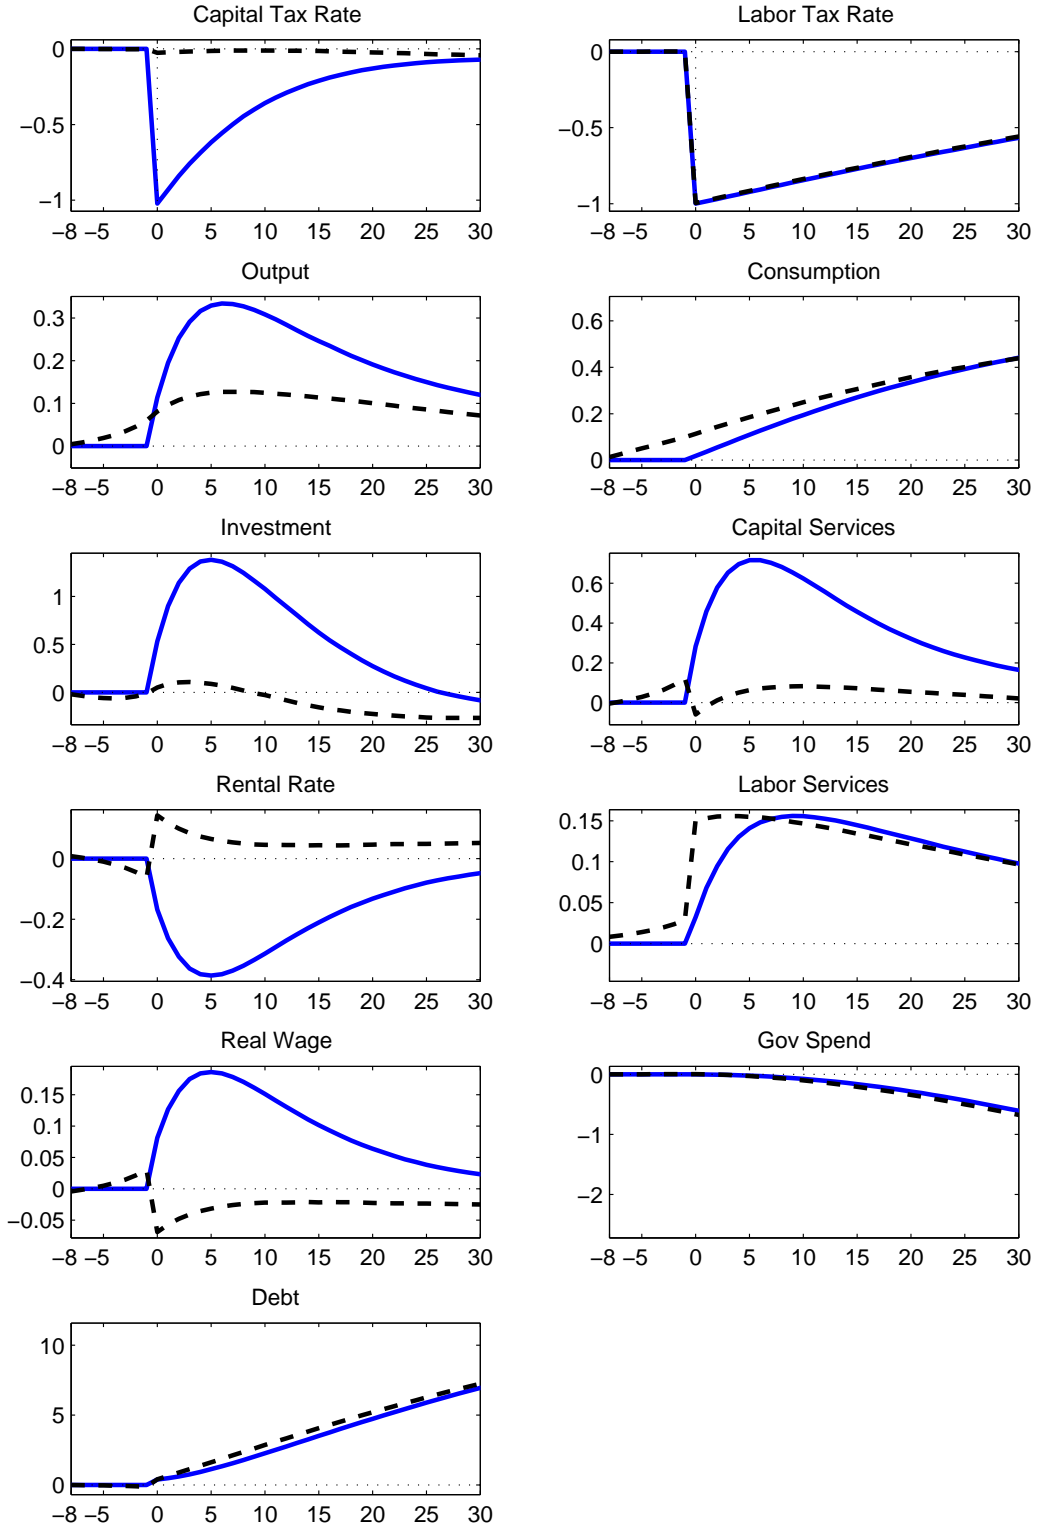 Capital Tax Rate
Labor Tax Rate
0
−0.5
−1
−8 −5 0 5 10 15 20 25 30
0
−0.5
−1
−8 −5 0 5 10 15 20 25 30
Output
Consumption
0.3
0.2
0.1
0
−8 −5 0 5 10 15 20 25 30
0.6
0.4
0.2
0
−8 −5 0 5 10 15 20 25 30
Investment
Capital Services
1
0.5
0
−8 −5 0 5 10 15 20 25 30
0.6
0.4
0.2
0
−8 −5 0 5 10 15 20 25 30
Rental Rate
Labor Services
0
−0.2
−0.4
−8 −5 0 5 10 15 20 25 30
0.15
0.1
0.05
0
−8 −5 0 5 10 15 20 25 30
Real Wage
Gov Spend
0.15
0.1
0.05
0
−0.05
−8 −5 0 5 10 15 20 25 30
0
−1
−2
−8 −5 0 5 10 15 20 25 30
Debt
10
5
0
−8 −5 0 5 10 15 20 25 30